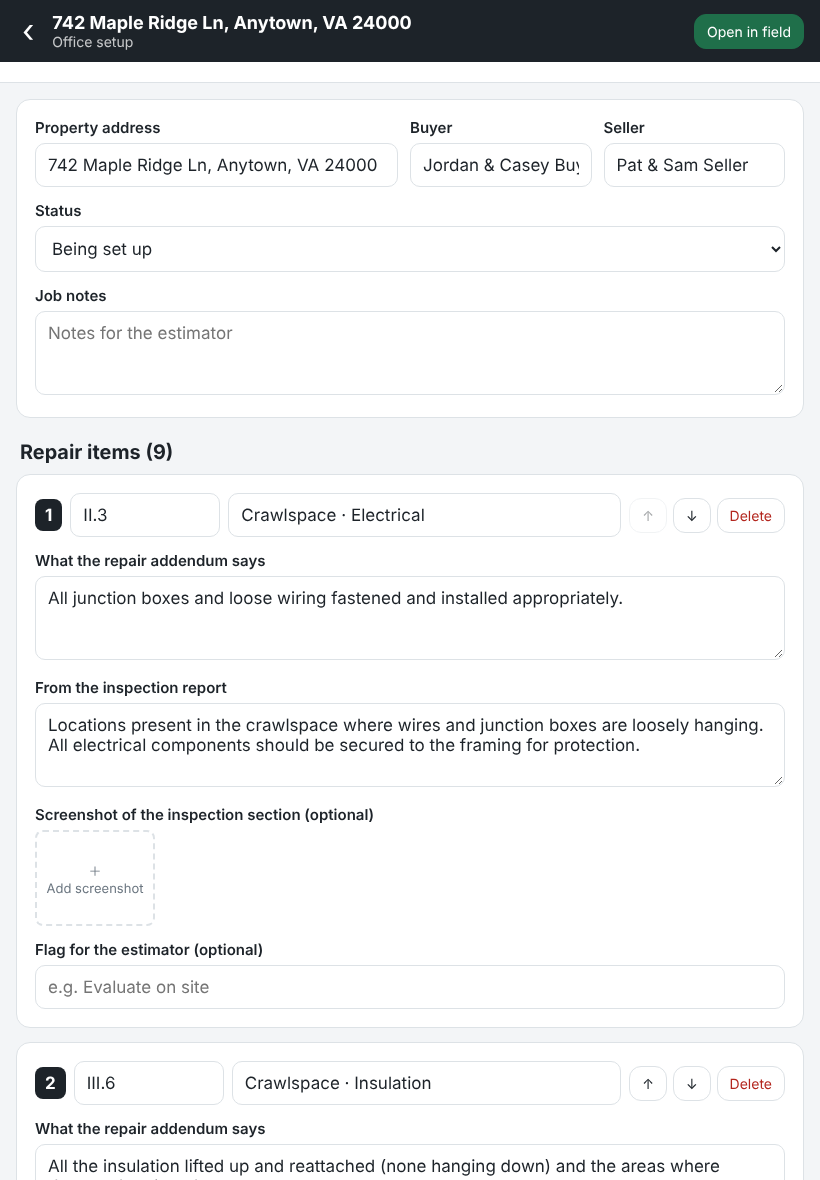 742 Maple Ridge Ln, Anytown, VA 24000
Office setup
Open in field
Property address
Buyer
Seller
742 Maple Ridge Ln, Anytown, VA 24000
Jordan & Casey Buy
Pat & Sam Seller
Status
Being set up
Job notes
Notes for the estimator
Repair items (9)
1
II.3
Crawlspace · Electrical
↑
↓
Delete
What the repair addendum says
All junction boxes and loose wiring fastened and installed appropriately.
From the inspection report
Locations present in the crawlspace where wires and junction boxes are loosely hanging.
All electrical components should be secured to the framing for protection.
Screenshot of the inspection section (optional)
+
Add screenshot
Flag for the estimator (optional)
e.g. Evaluate on site
2
III.6
Crawlspace · Insulation
↑
↓
Delete
What the repair addendum says
All the insulation lifted up and reattached (none hanging down) and the areas where